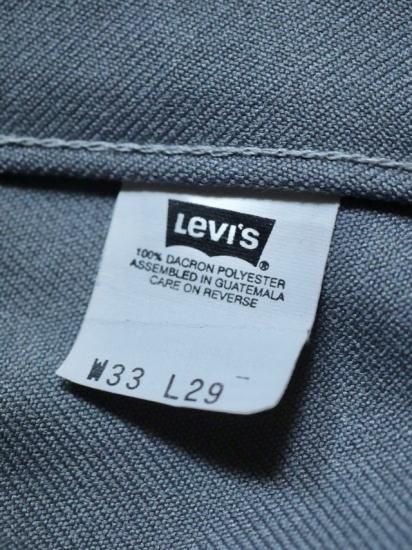 LEVI'S
®
100% DACRON POLYESTER
ASSEMBLED IN GUATEMALA
CARE ON REVERSE
W33 L29